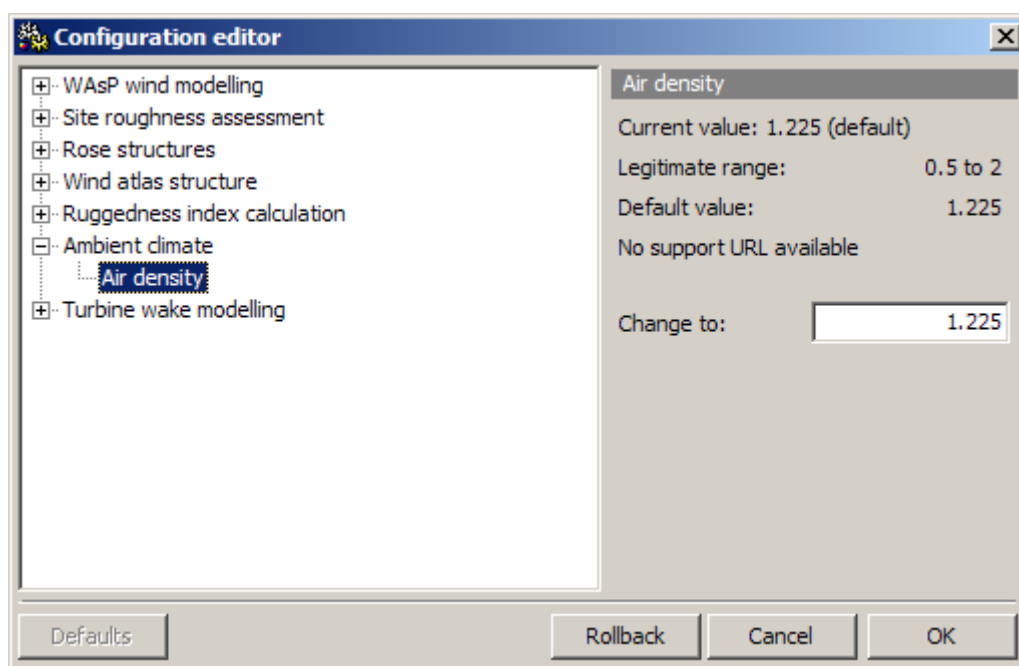 Configuration editor
WAsP wind modelling
Site roughness assessment
Rose structures
Wind atlas structure
Ruggedness index calculation
Ambient climate
Air density
Turbine wake modelling
Air density
Current value: 1.225 (default)
Legitimate range: 0.5 to 2
Default value: 1.225
No support URL available
Change to: 1.225
Defaults Rollback Cancel OK